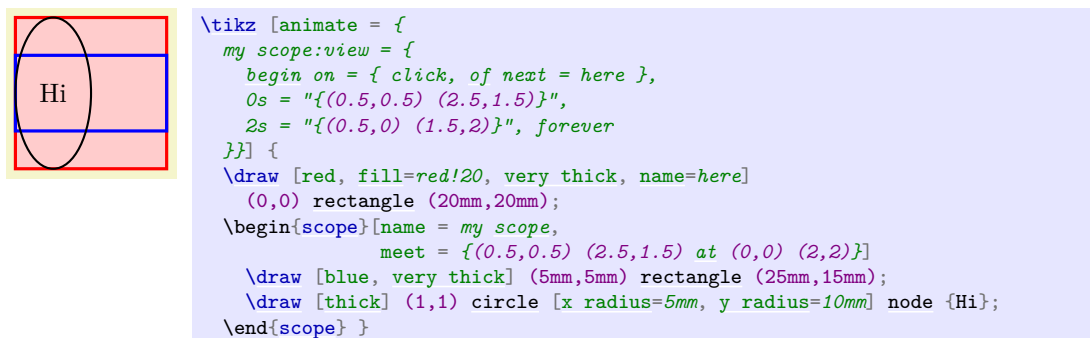 Hi
\tikz [animate = {
  my scope:view = {
    begin on = { click, of next = here },
    0s = "{(0.5,0.5) (2.5,1.5)}",
    2s = "{(0.5,0) (1.5,2)}", forever
  }}] {
  \draw [red, fill=red!20, very thick, name=here]
    (0,0) rectangle (20mm,20mm);
  \begin{scope}[name = my scope,
                meet = {(0.5,0.5) (2.5,1.5) at (0,0) (2,2)}]
    \draw [blue, very thick] (5mm,5mm) rectangle (25mm,15mm);
    \draw [thick] (1,1) circle [x radius=5mm, y radius=10mm] node {Hi};
  \end{scope} }